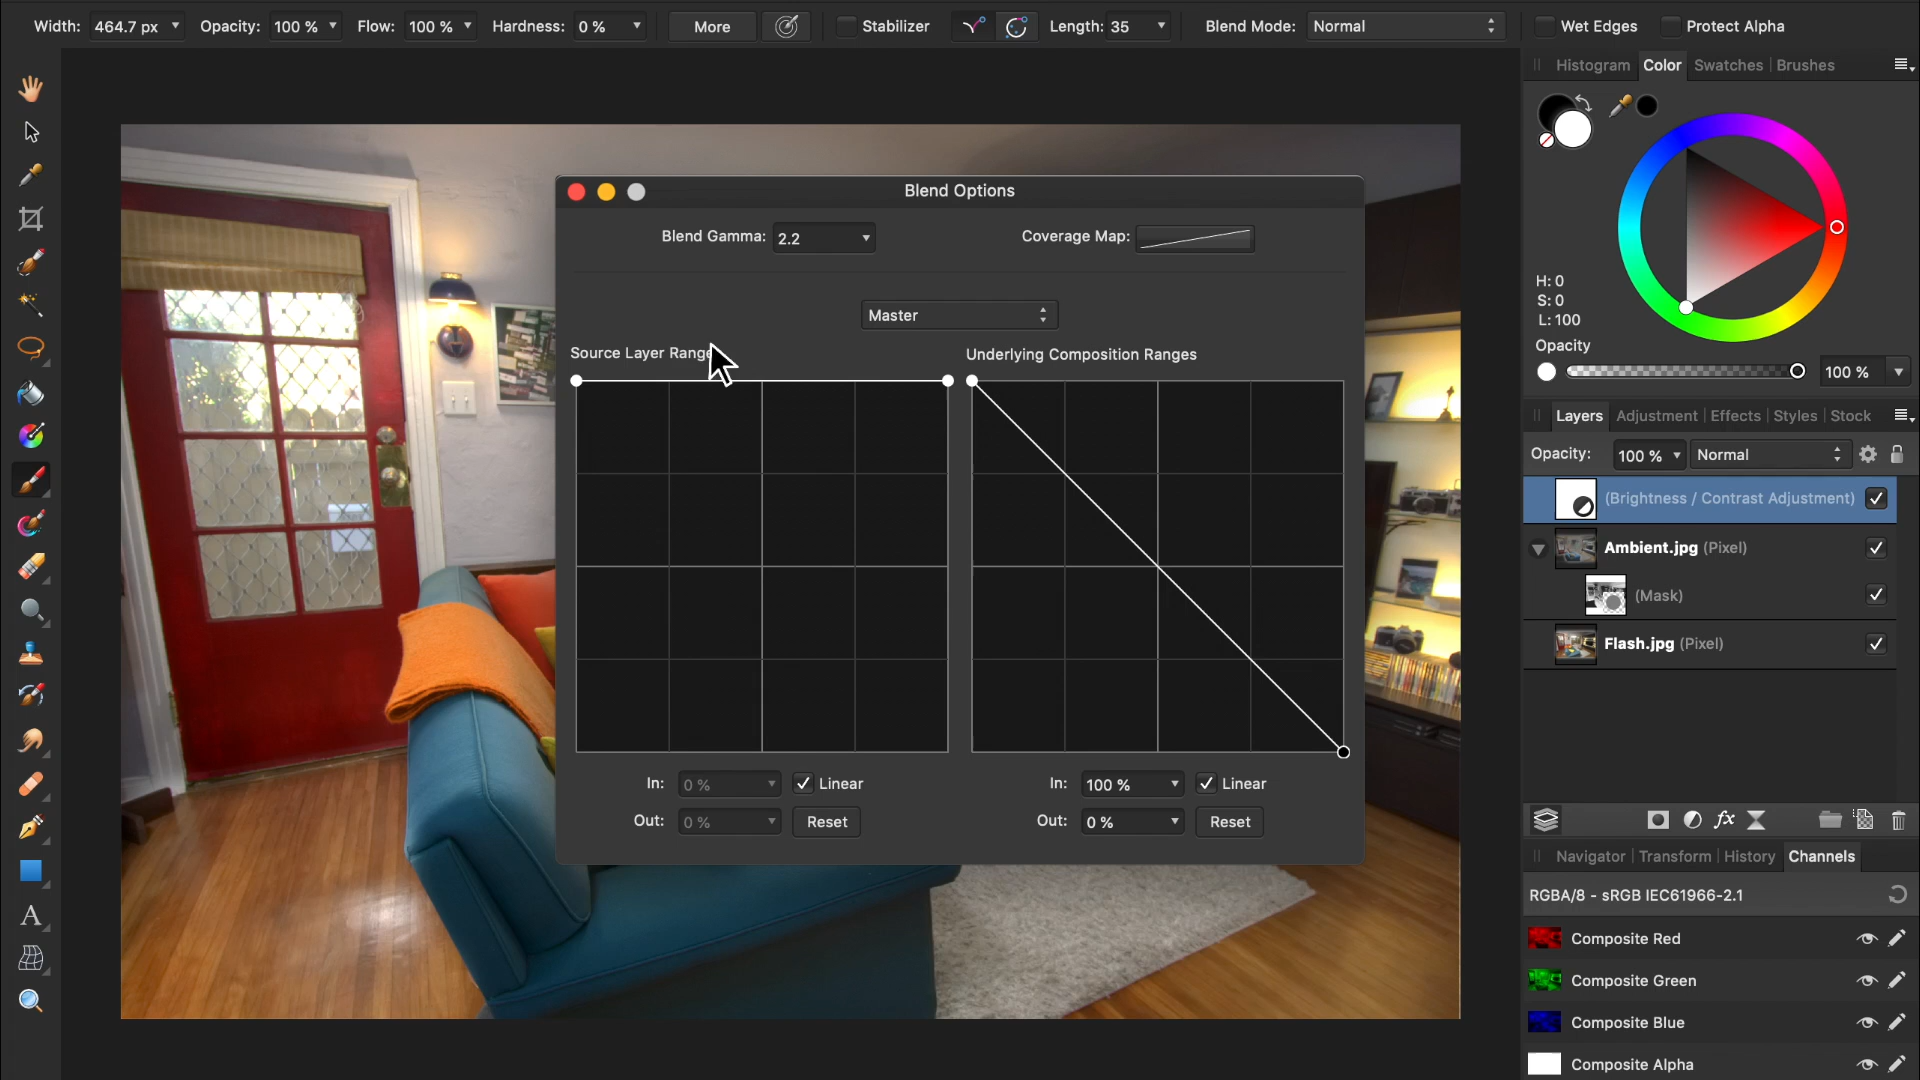 Width: 464.7 px Opacity: 100 % Flow: 100 % Hardness: 0 % More Stabilizer Length: 35 Blend Mode: Normal Wet Edges Protect Alpha
Histogram Color Swatches Brushes
H: 0
S: 0
L: 100
Opacity
100 %
Blend Options
Blend Gamma: 2.2 Coverage Map:
Master
Source Layer Range
Underlying Composition Ranges
In: 0 % Linear
Out: 0 % Reset
In: 100 % Linear
Out: 0 % Reset
Layers Adjustment Effects Styles Stock
Opacity: 100 % Normal
(Brightness / Contrast Adjustment)
Ambient.jpg (Pixel)
(Mask)
Flash.jpg (Pixel)
fx
Navigator Transform History Channels
RGBA/8 - sRGB IEC61966-2.1
Composite Red
Composite Green
Composite Blue
Composite Alpha